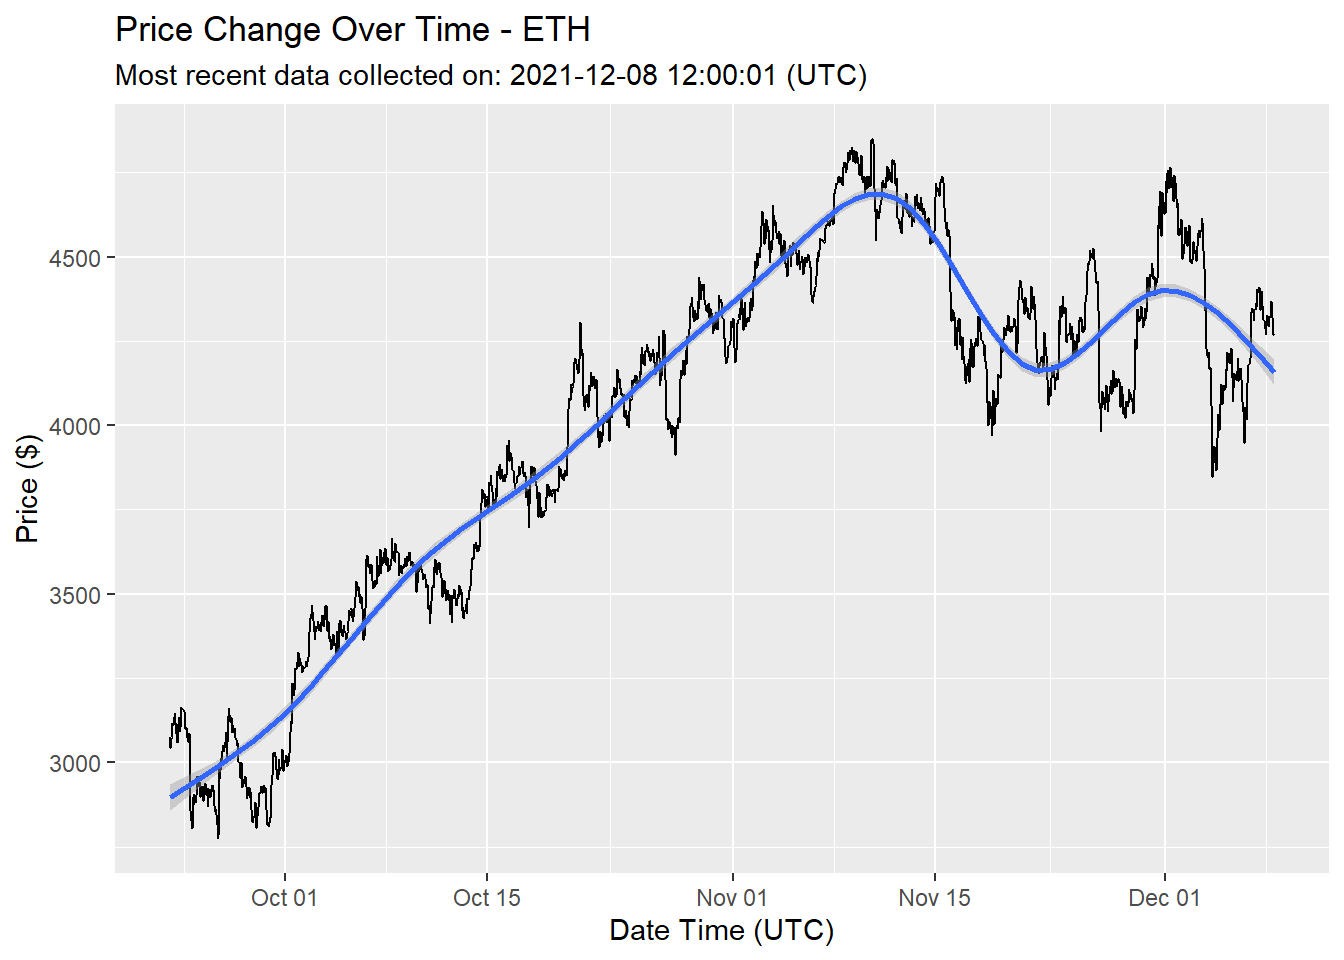 Price Change Over Time - ETH
Most recent data collected on: 2021-12-08 12:00:01 (UTC)
Price ($)
4500
4000
3500
3000
Oct 01 Oct 15 Nov 01 Nov 15 Dec 01
Date Time (UTC)